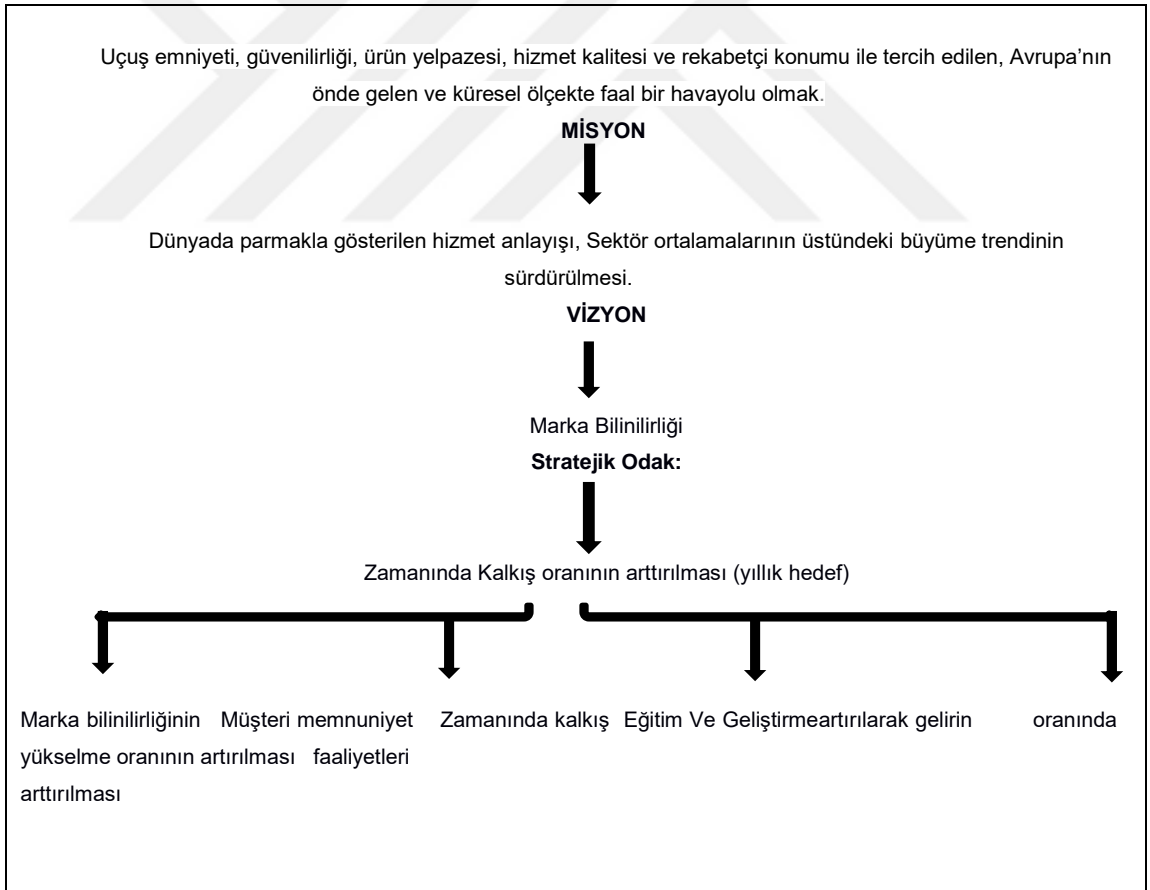 Uçuş emniyeti, güvenilirliği, ürün yelpazesi, hizmet kalitesi ve rekabetçi konumu ile tercih edilen, Avrupa’nın
önde gelen ve küresel ölçekte faal bir havayolu olmak.
MİSYON
Dünyada parmakla gösterilen hizmet anlayışı, Sektör ortalamalarının üstündeki büyüme trendinin
sürdürülmesi.
VİZYON
Marka Bilinilirliği
Stratejik Odak:
Zamanında Kalkış oranının arttırılması (yıllık hedef)
Marka bilinilirliğinin Müşteri memnuniyet Zamanında kalkış Eğitim Ve Geliştirmeartırılarak gelirin oranında
yükselme oranının artırılması faaliyetleri
arttırılması